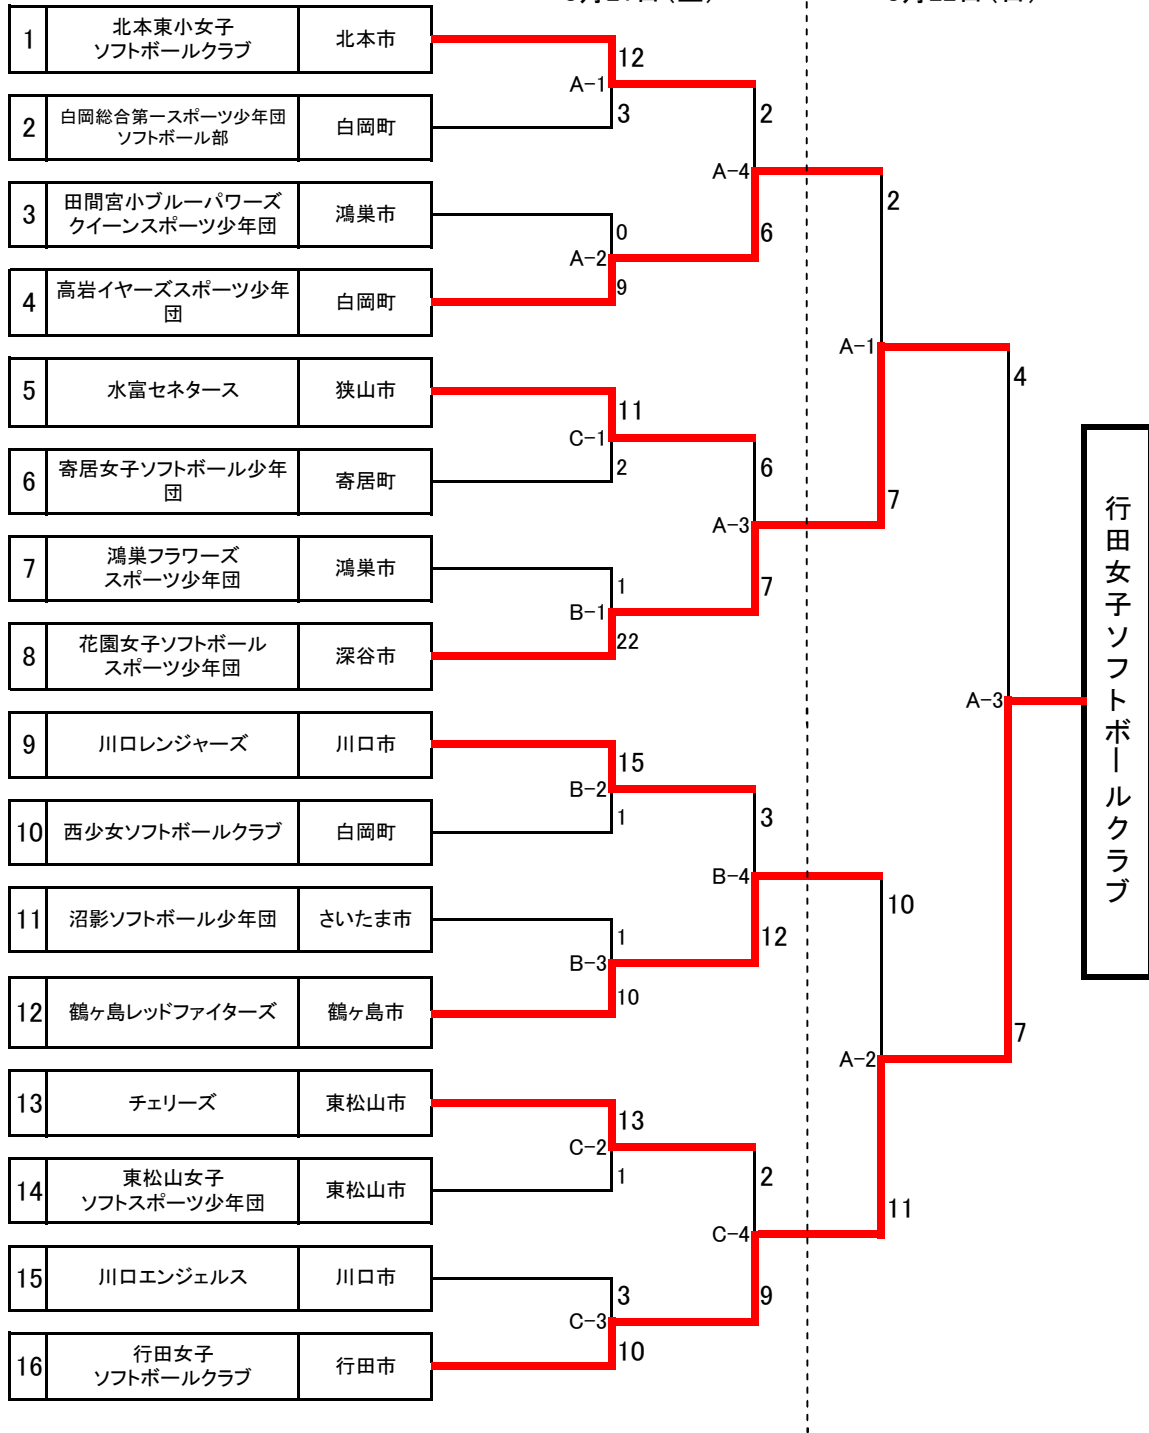 1
北本東小女子
ソフトボールクラブ
北本市
2
白岡総合第一スポーツ少年団
ソフトボール部
白岡町
3
田間宮小ブルーパワーズ
クイーンスポーツ少年団
鴻巣市
4
高岩イヤーズスポーツ少年
団
白岡町
5
水富セネタース
狭山市
6
寄居女子ソフトボール少年
団
寄居町
7
鴻巣フラワーズ
スポーツ少年団
鴻巣市
8
花園女子ソフトボール
スポーツ少年団
深谷市
9
川口レンジャーズ
川口市
10
西少女ソフトボールクラブ
白岡町
11
沼影ソフトボール少年団
さいたま市
12
鶴ヶ島レッドファイターズ
鶴ヶ島市
13
チェリーズ
東松山市
14
東松山女子
ソフトスポーツ少年団
東松山市
15
川口エンジェルス
川口市
16
行田女子
ソフトボールクラブ
行田市
12
A-1
3
0
A-2
9
11
C-1
2
1
B-1
22
15
B-2
1
1
B-3
10
13
C-2
1
3
C-3
10
2
A-4
6
6
A-3
7
3
B-4
12
2
C-4
9
2
A-1
7
10
A-2
11
4
A-3
7
行田女子ソフトボールクラブ